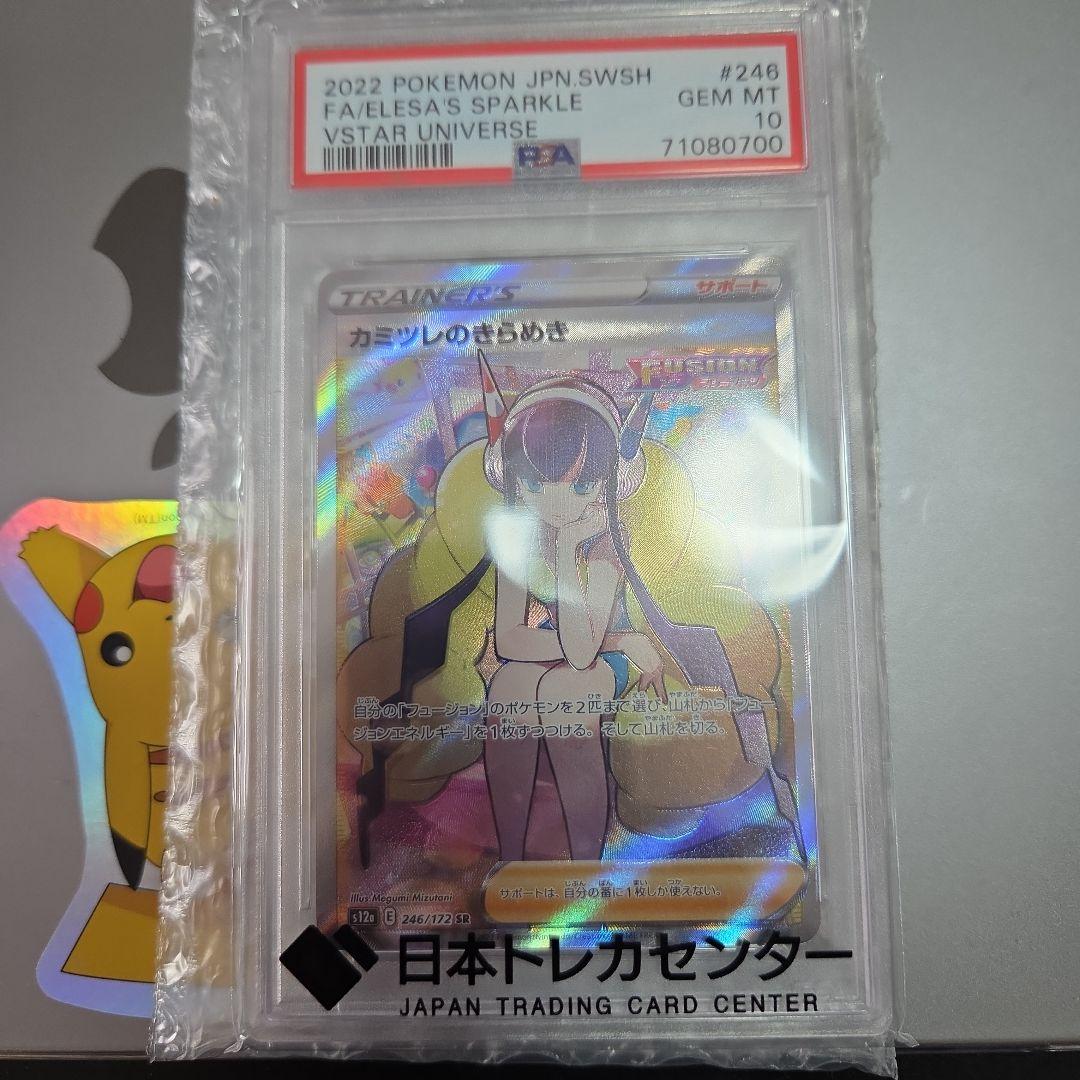 2022 POKEMON JPN.SWSH #246
FA/ELESA'S SPARKLE GEM MT
VSTAR UNIVERSE 10
PSA 71080700
TRAINER'S サポート
カミツレのきらめき
FUSION
自分の「フュージョン」のポケモンを2匹まで選び、山札から「フュー
ジョンエネルギー」を1枚ずつつける。そして山札を切る。
サポートは、自分の番に1枚しか使えない。
Illus. Megumi Mizutani
s12a E 246/172 SR
日本トレカセンター
JAPAN TRADING CARD CENTER